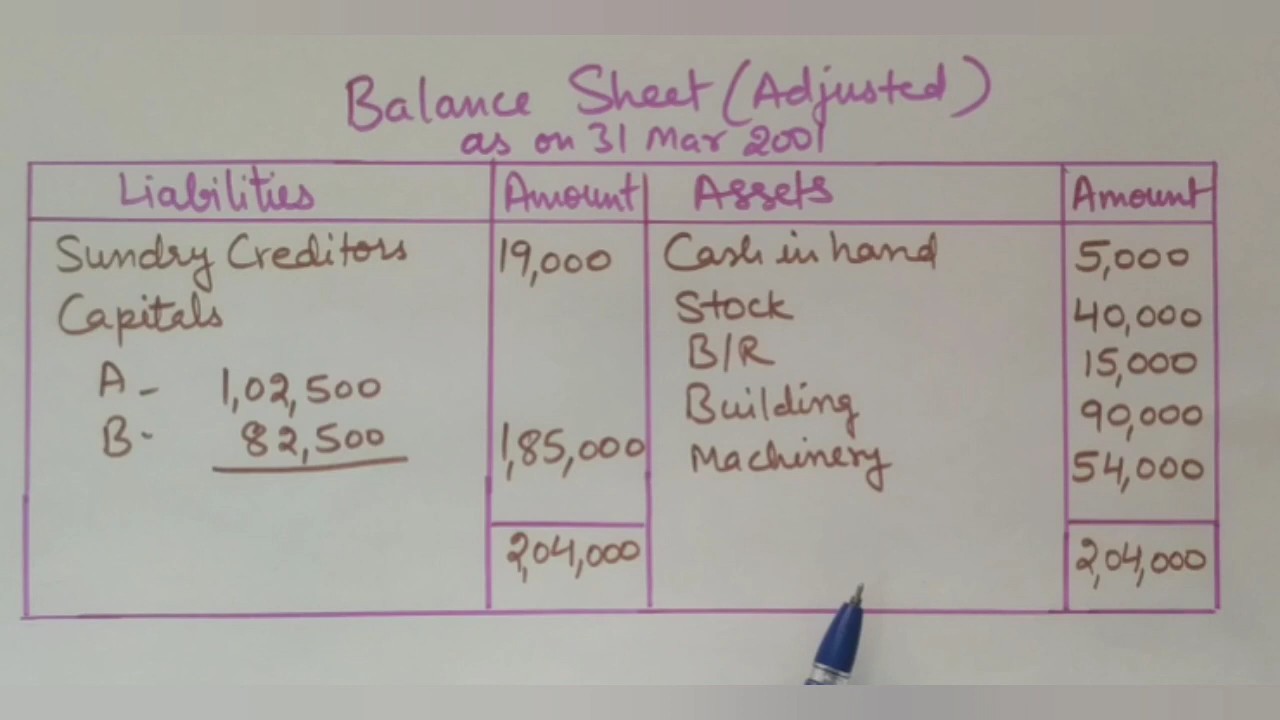 Balance Sheet (Adjusted)
as on 31 Mar 2001
Liabilities Amount Assets Amount
Sundry Creditors 19,000 Cash in hand 5,000
Capitals Stock 40,000
B/R 15,000
A - 1,02,500 Building 90,000
B - 82,500 1,85,000 Machinery 54,000
2,04,000 2,04,000